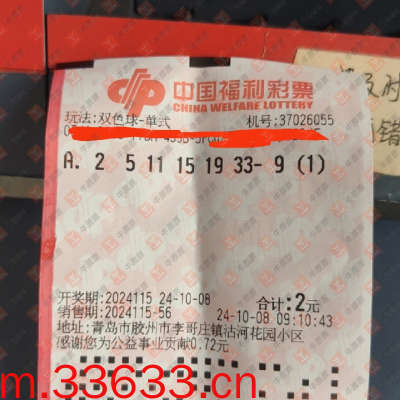 中国福利彩票
CHINA WELFARE LOTTERY
玩法:双色球-单式 机号:37026055
A. 2 5 11 15 19 33- 9 (1)
开奖期:2024115 24-10-08 合计:2元
销售期:2024115-56 24-10-08 09:10:43
地址:青岛市胶州市李哥庄镇沽河花园小区
感谢您为公益事业贡献0.72元
m.33633.cn